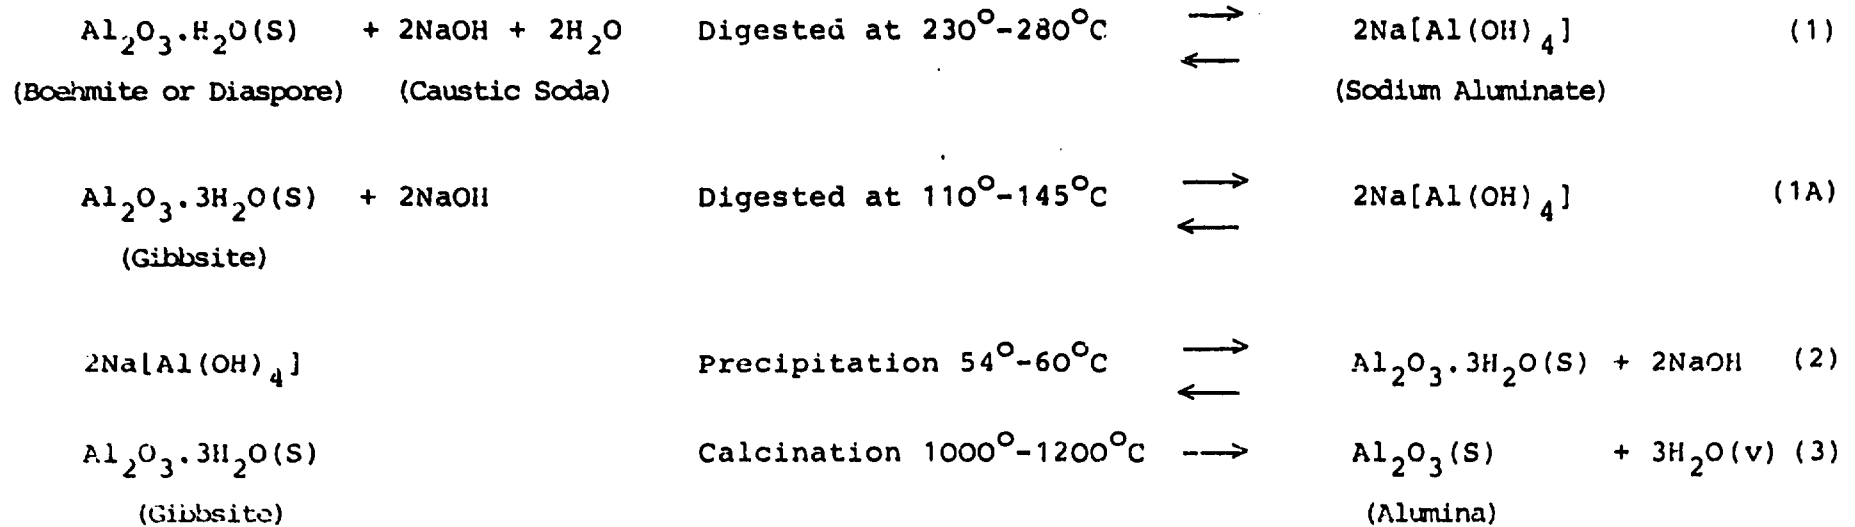 Al₂O₃.H₂O(S) + 2NaOH + 2H₂O Digested at 230°-280°C ⟶ ⟵ 2Na[Al(OH)₄] (1)
(Boehmite or Diaspore) (Caustic Soda) (Sodium Aluminate)
Al₂O₃.3H₂O(S) + 2NaOH Digested at 110°-145°C ⟶ ⟵ 2Na[Al(OH)₄] (1A)
(Gibbsite)
2Na[Al(OH)₄] Precipitation 54°-60°C ⟶ ⟵ Al₂O₃.3H₂O(S) + 2NaOH (2)
Al₂O₃.3H₂O(S) Calcination 1000°-1200°C ⟶ Al₂O₃(S) + 3H₂O(v) (3)
(Gibbsite) (Alumina)